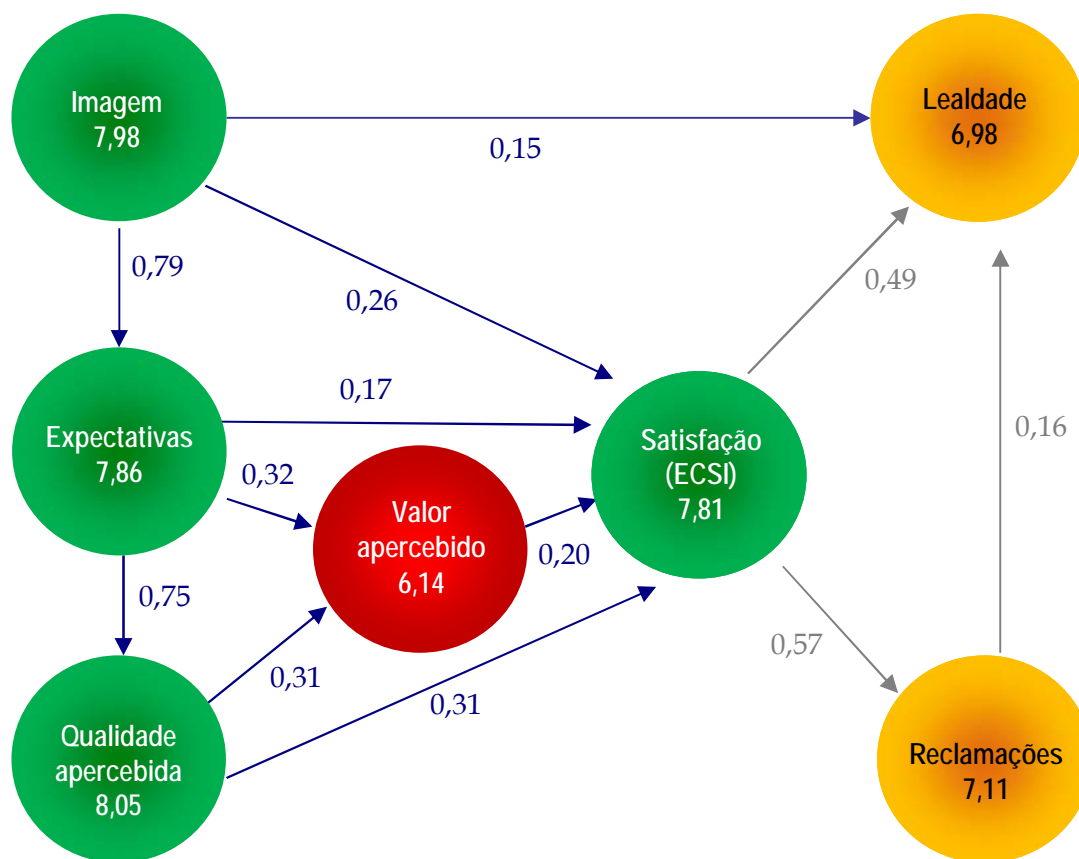 Imagem
7,98
Lealdade
6,98
0,15
0,79
0,26
0,49
0,17
Expectativas
7,86
Satisfação
(ECSI)
7,81
0,16
0,32
Valor
apercebido
6,14
0,20
0,75
0,57
0,31
0,31
Qualidade
apercebida
8,05
Reclamações
7,11